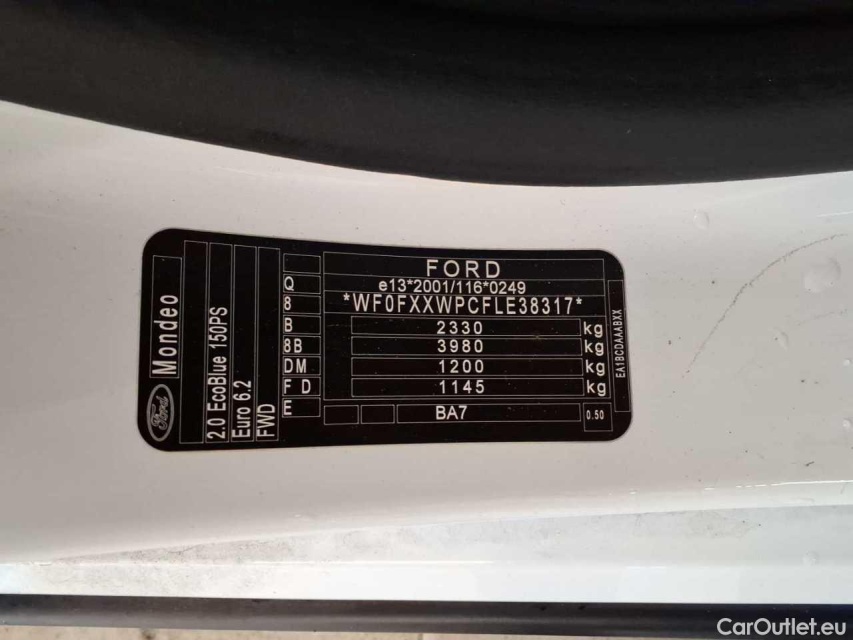 FORD
e13*2001/116*0249
*WF0FXXWPCFLE38317*
2330 kg
3980 kg
1200 kg
1145 kg
BA7 0.50
Q
8
B
8B
DM
F D
E
Mondeo
Ford
2.0 EcoBlue 150PS
Euro 6.2
FWD
EA1BCDAAABXX
CarOutlet.eu